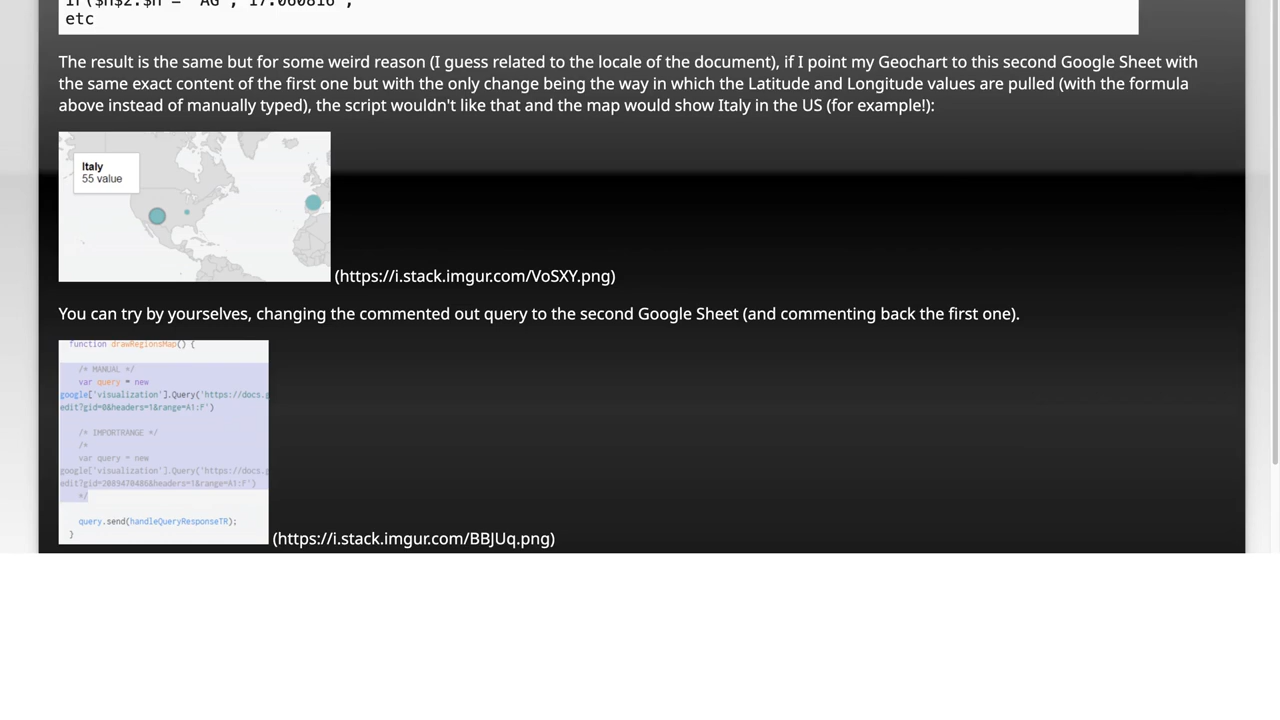 if($H$2:$H = "AG", 17.060816",
etc
The result is the same but for some weird reason (I guess related to the locale of the document), if I point my Geochart to this second Google Sheet with
the same exact content of the first one but with the only change being the way in which the Latitude and Longitude values are pulled (with the formula
above instead of manually typed), the script wouldn't like that and the map would show Italy in the US (for example!):
Italy
55 value
(https://i.stack.imgur.com/VoSXY.png)
You can try by yourselves, changing the commented out query to the second Google Sheet (and commenting back the first one).
function drawRegionsMap() {
/* MANUAL */
var query = new
google['visualization'].Query('https://docs.g
edit?gid=0&headers=1&range=A1:F')
/* IMPORTRANGE */
/*
var query = new
google['visualization'].Query('https://docs.g
edit?gid=2089470486&headers=1&range=A1:F')
*/
query.send(handleQueryResponseTR);
}
(https://i.stack.imgur.com/BBJUq.png)